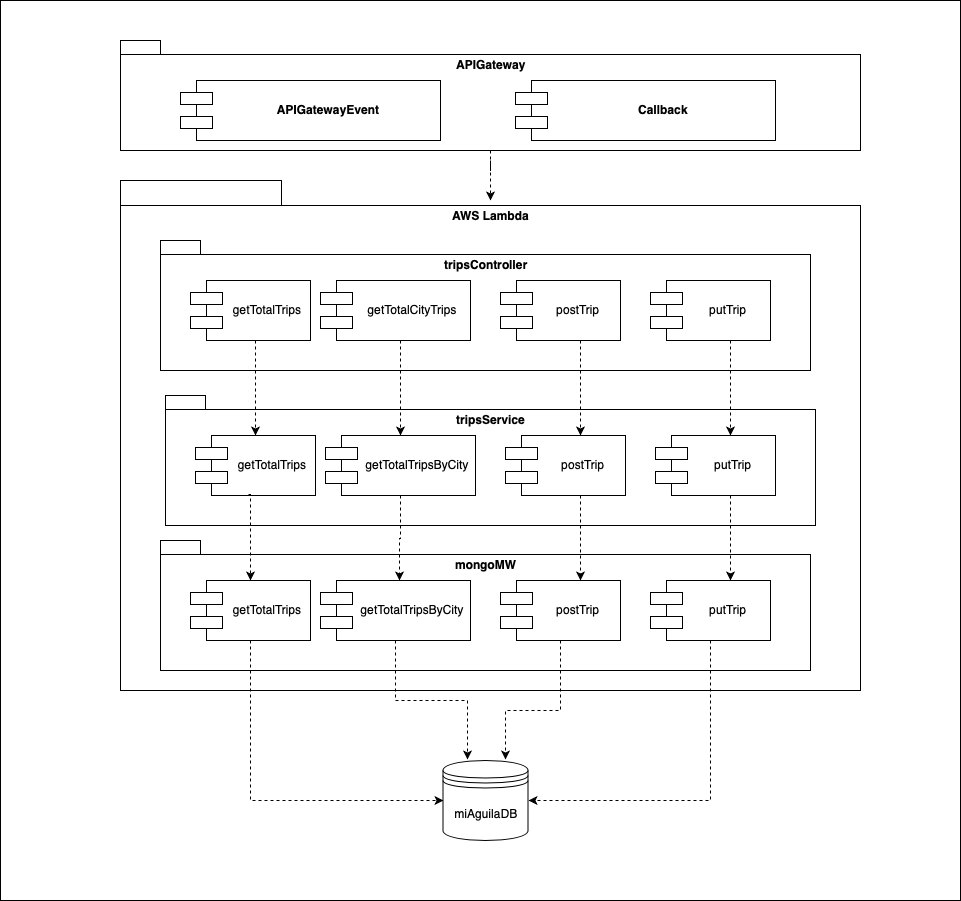 APIGateway
APIGatewayEvent
Callback
AWS Lambda
tripsController
getTotalTrips
getTotalCityTrips
postTrip
putTrip
tripsService
getTotalTrips
getTotalTripsByCity
postTrip
putTrip
mongoMW
getTotalTrips
getTotalTripsByCity
postTrip
putTrip
miAguilaDB